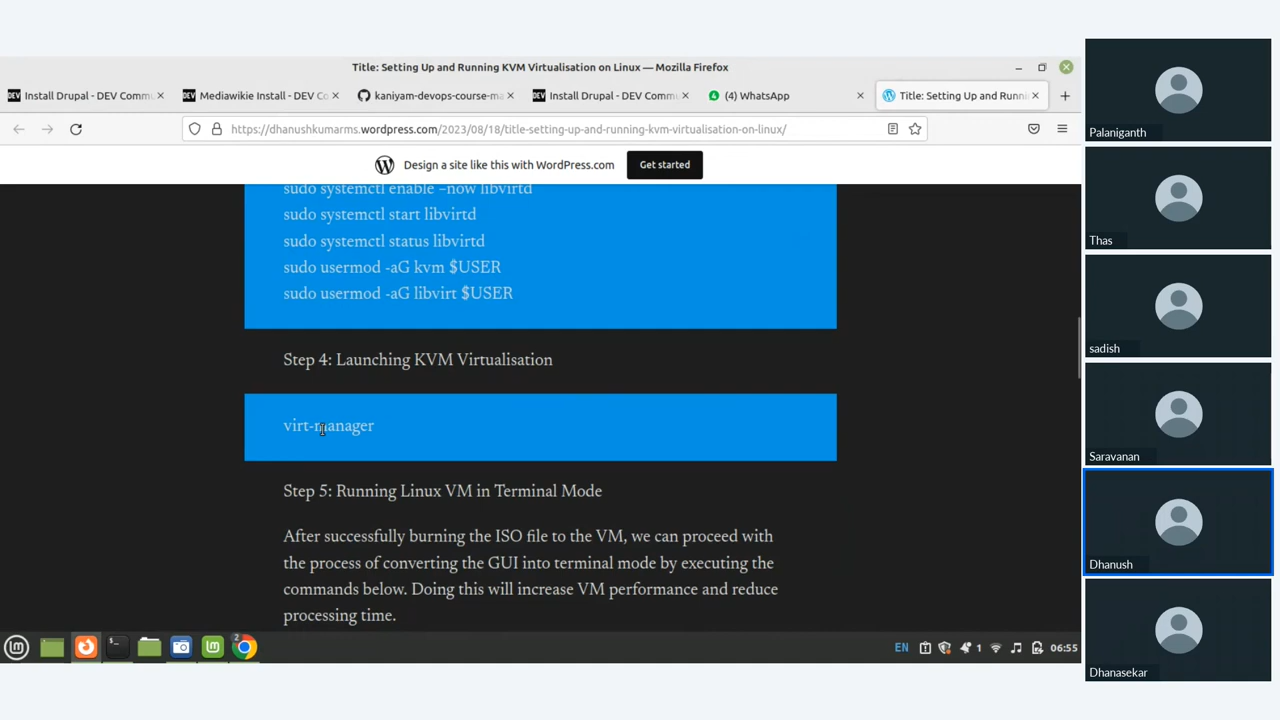 Title: Setting Up and Running KVM Virtualisation on Linux — Mozilla Firefox
Install Drupal - DEV Commu
Mediawikie Install - DEV Co
kaniyam-devops-course-ma
Install Drupal - DEV Commu
(4) WhatsApp
Title: Setting Up and Runni
https://dhanushkumarms.wordpress.com/2023/08/18/title-setting-up-and-running-kvm-virtualisation-on-linux/
Design a site like this with WordPress.com
Get started
sudo systemctl enable –now libvirtd
sudo systemctl start libvirtd
sudo systemctl status libvirtd
sudo usermod -aG kvm $USER
sudo usermod -aG libvirt $USER
Step 4: Launching KVM Virtualisation
virt-manager
Step 5: Running Linux VM in Terminal Mode
After successfully burning the ISO file to the VM, we can proceed with
the process of converting the GUI into terminal mode by executing the
commands below. Doing this will increase VM performance and reduce
processing time.
2
EN
1
06:55
Palaniganth
Thas
sadish
Saravanan
Dhanush
Dhanasekar